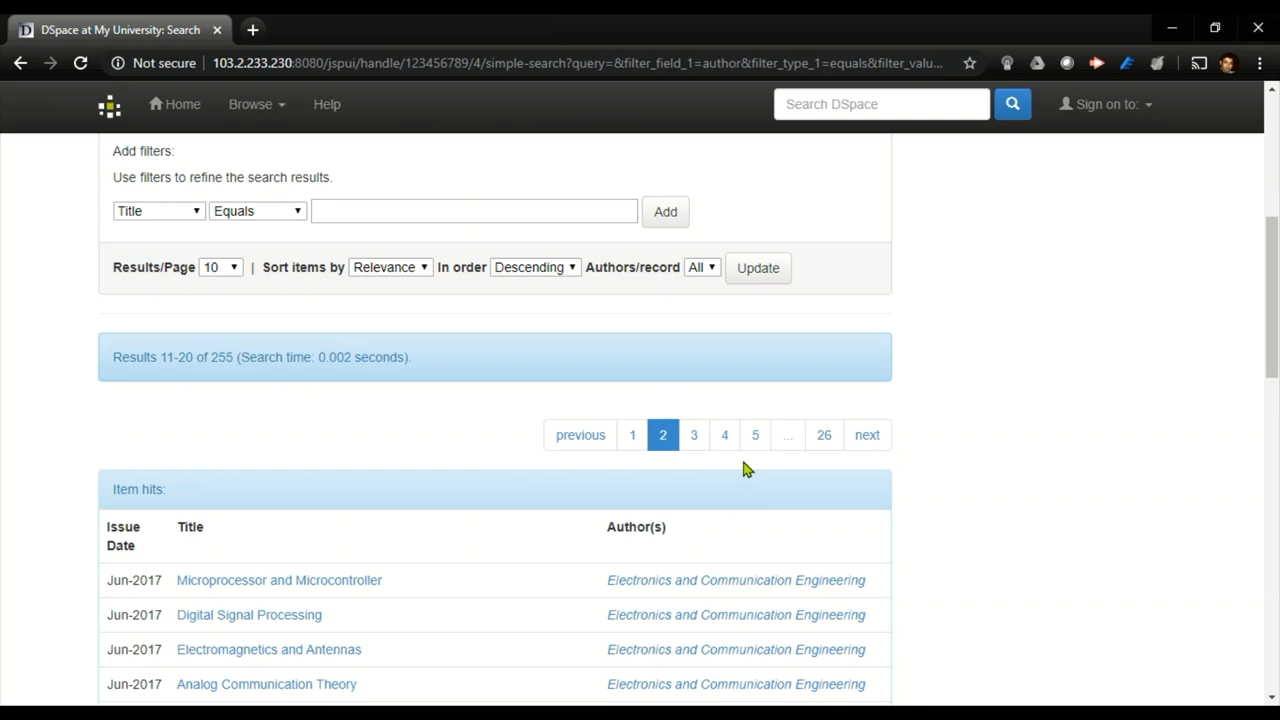 DSpace at My University: Search
Not secure 103.2.233.230:8080/jspui/handle/123456789/4/simple-search?query=&filter_field_1=author&filter_type_1=equals&filter_valu...
Home Browse Help Search DSpace Sign on to:
Add filters:
Use filters to refine the search results.
Title Equals Add
Results/Page 10 | Sort items by Relevance In order Descending Authors/record All Update
Results 11-20 of 255 (Search time: 0.002 seconds).
previous 1 2 3 4 5 ... 26 next
Item hits:
Issue Date Title Author(s)
Jun-2017 Microprocessor and Microcontroller Electronics and Communication Engineering
Jun-2017 Digital Signal Processing Electronics and Communication Engineering
Jun-2017 Electromagnetics and Antennas Electronics and Communication Engineering
Jun-2017 Analog Communication Theory Electronics and Communication Engineering